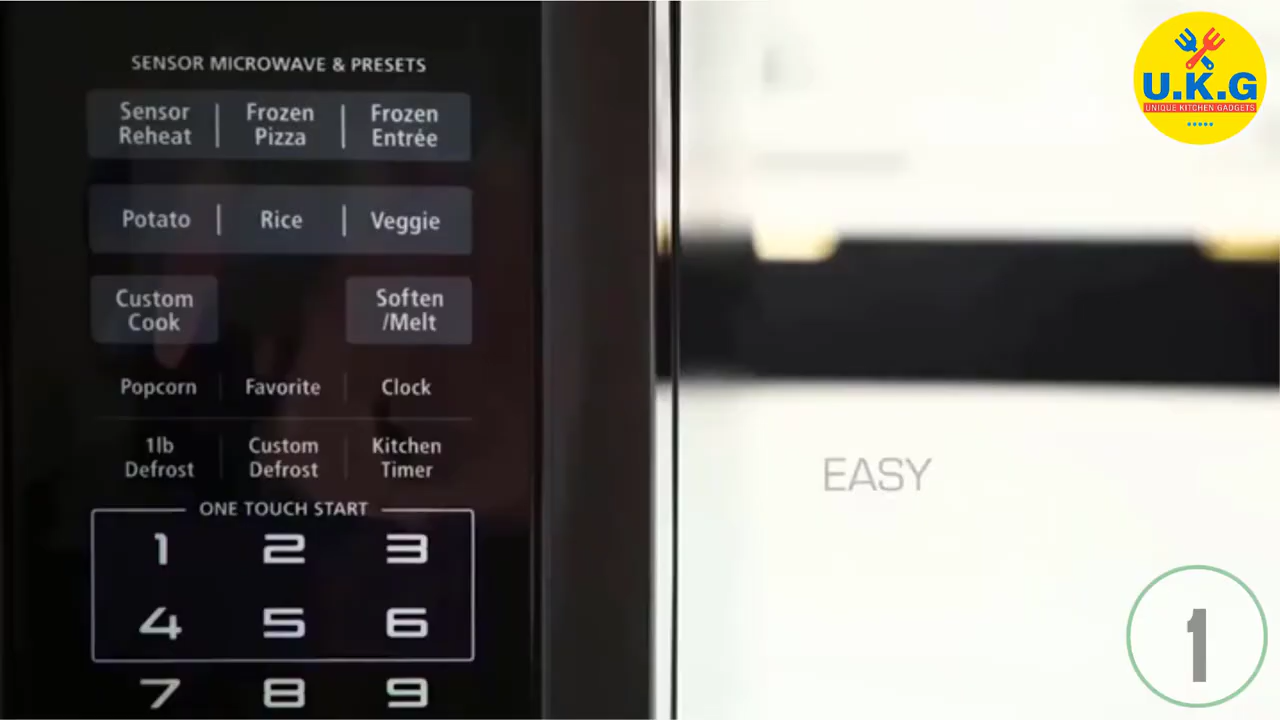 SENSOR MICROWAVE & PRESETS
Sensor Reheat
Frozen Pizza
Frozen Entrée
Potato
Rice
Veggie
Custom Cook
Soften /Melt
Popcorn
Favorite
Clock
1lb Defrost
Custom Defrost
Kitchen Timer
ONE TOUCH START
1 2 3
4 5 6
7 8 9
U.K.G
UNIQUE KITCHEN GADGETS
EASY
1